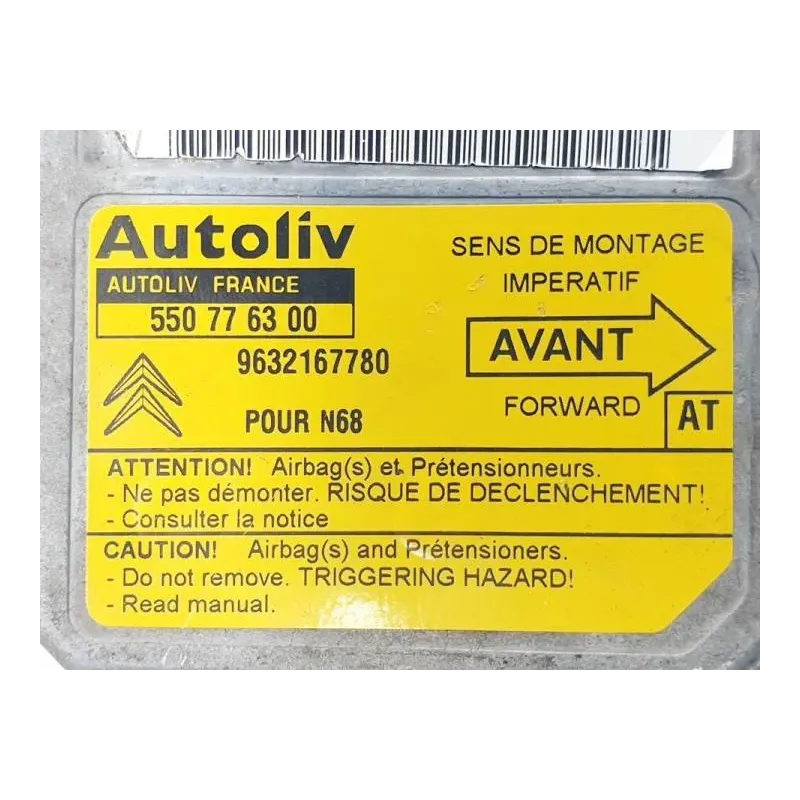 Autoliv
AUTOLIV FRANCE
550 77 63 00
9632167780
POUR N68
SENS DE MONTAGE
IMPERATIF
AVANT
FORWARD
AT
ATTENTION! Airbag(s) et Prétensionneurs.
- Ne pas démonter. RISQUE DE DECLENCHEMENT!
- Consulter la notice
CAUTION! Airbag(s) and Prétensioners.
- Do not remove. TRIGGERING HAZARD!
- Read manual.